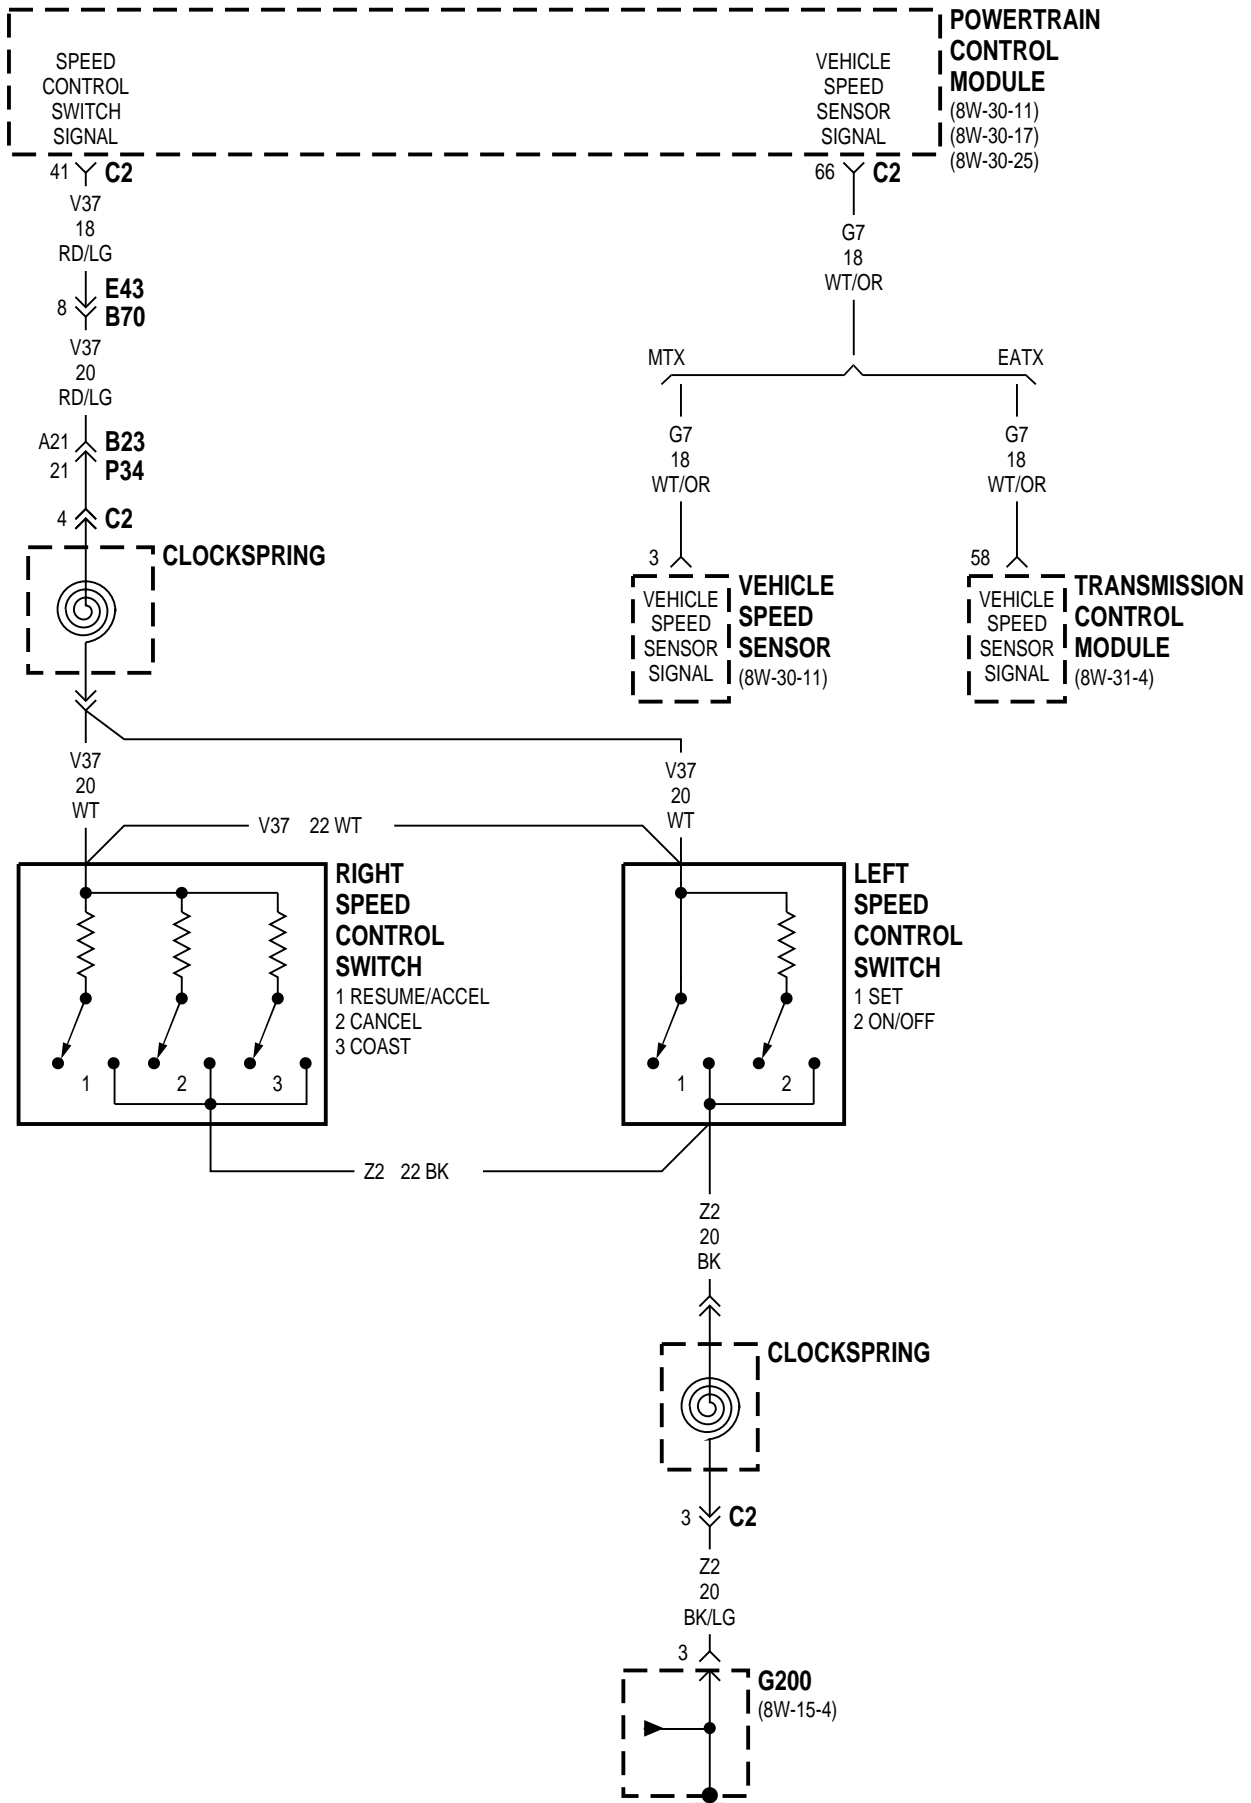 POWERTRAIN
CONTROL
MODULE
(8W-30-11)
(8W-30-17)
(8W-30-25)
SPEED
CONTROL
SWITCH
SIGNAL
VEHICLE
SPEED
SENSOR
SIGNAL
41 C2
66 C2
V37
18
RD/LG
G7
18
WT/OR
E43
8
B70
V37
20
RD/LG
MTX
EATX
A21 B23
21 P34
G7
18
WT/OR
G7
18
WT/OR
4 C2
CLOCKSPRING
3
58
VEHICLE
SPEED
SENSOR
SIGNAL
VEHICLE
SPEED
SENSOR
(8W-30-11)
VEHICLE
SPEED
SENSOR
SIGNAL
TRANSMISSION
CONTROL
MODULE
(8W-31-4)
V37
20
WT
V37
20
WT
V37 22 WT
RIGHT
SPEED
CONTROL
SWITCH
1 RESUME/ACCEL
2 CANCEL
3 COAST
LEFT
SPEED
CONTROL
SWITCH
1 SET
2 ON/OFF
1 2 3
1 2
Z2 22 BK
Z2
20
BK
CLOCKSPRING
3 C2
Z2
20
BK/LG
3
G200
(8W-15-4)